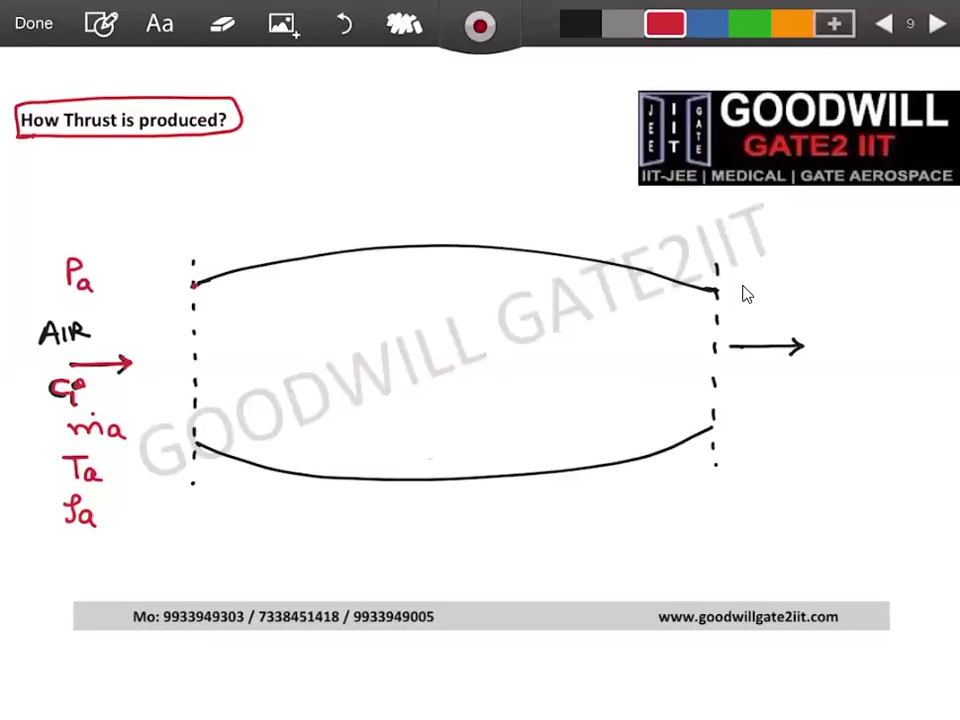 Done
Aa
9
How Thrust is produced?
JEE
IIT
GATE
GOODWILL
GATE2 IIT
IIT-JEE | MEDICAL | GATE AEROSPACE
GOODWILL GATE2IIT
Pa
AIR
ṁa
Ta
ρa
Mo: 9933949303 / 7338451418 / 9933949005
www.goodwillgate2iit.com